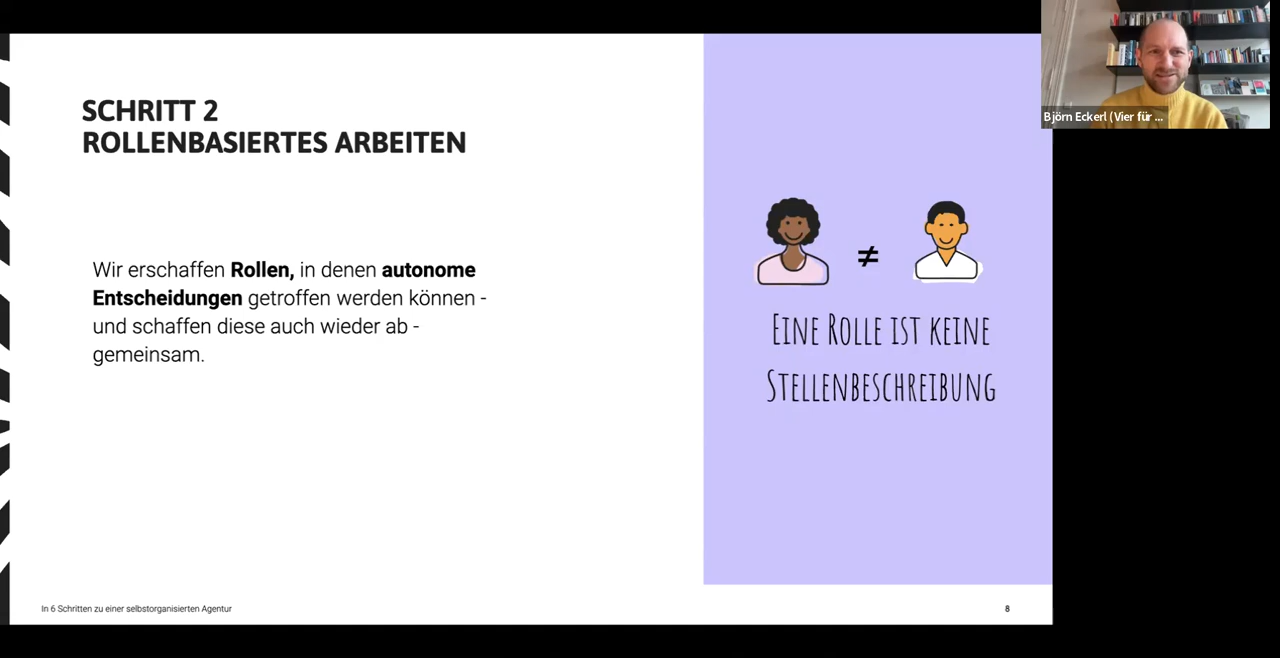 SCHRITT 2
ROLLENBASIERTES ARBEITEN
Wir erschaffen Rollen, in denen autonome
Entscheidungen getroffen werden können -
und schaffen diese auch wieder ab -
gemeinsam.
≠
EINE ROLLE IST KEINE
STELLENBESCHREIBUNG
In 6 Schritten zu einer selbstorganisierten Agentur
8
Björn Eckerl (Vier für ...